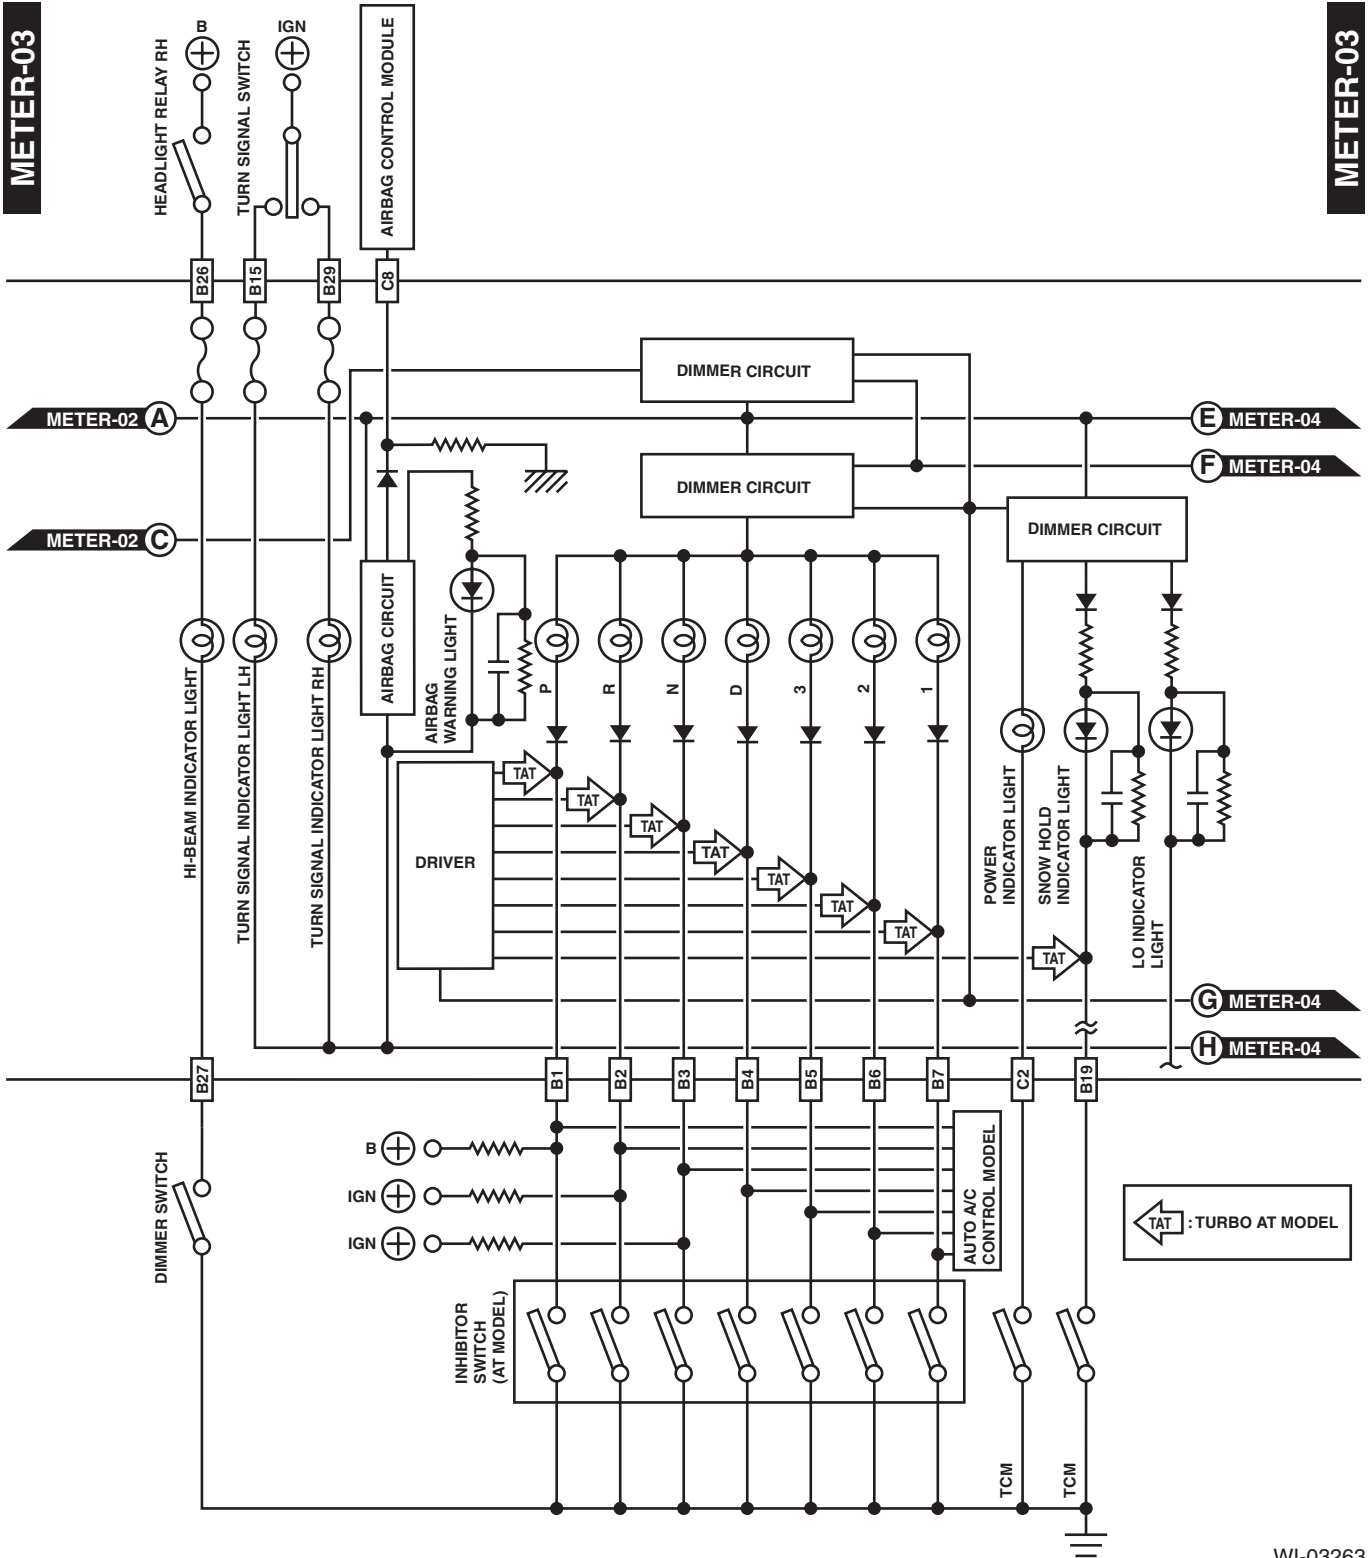 METER-03
METER-03
B
IGN
HEADLIGHT RELAY RH
TURN SIGNAL SWITCH
AIRBAG CONTROL MODULE
B26
B15
B29
C8
DIMMER CIRCUIT
METER-02 A
E METER-04
DIMMER CIRCUIT
F METER-04
METER-02 C
DIMMER CIRCUIT
AIRBAG CIRCUIT
AIRBAG
WARNING LIGHT
HI-BEAM INDICATOR LIGHT
TURN SIGNAL INDICATOR LIGHT LH
TURN SIGNAL INDICATOR LIGHT RH
P
R
N
D
3
2
1
TAT
TAT
TAT
TAT
TAT
TAT
TAT
TAT
DRIVER
POWER
INDICATOR LIGHT
SNOW HOLD
INDICATOR LIGHT
LO INDICATOR
LIGHT
G METER-04
H METER-04
B27
B1
B2
B3
B4
B5
B6
B7
C2
B19
B
IGN
IGN
AUTO A/C
CONTROL MODEL
DIMMER SWITCH
TAT : TURBO AT MODEL
INHIBITOR
SWITCH
(AT MODEL)
TCM
TCM
WI-03263